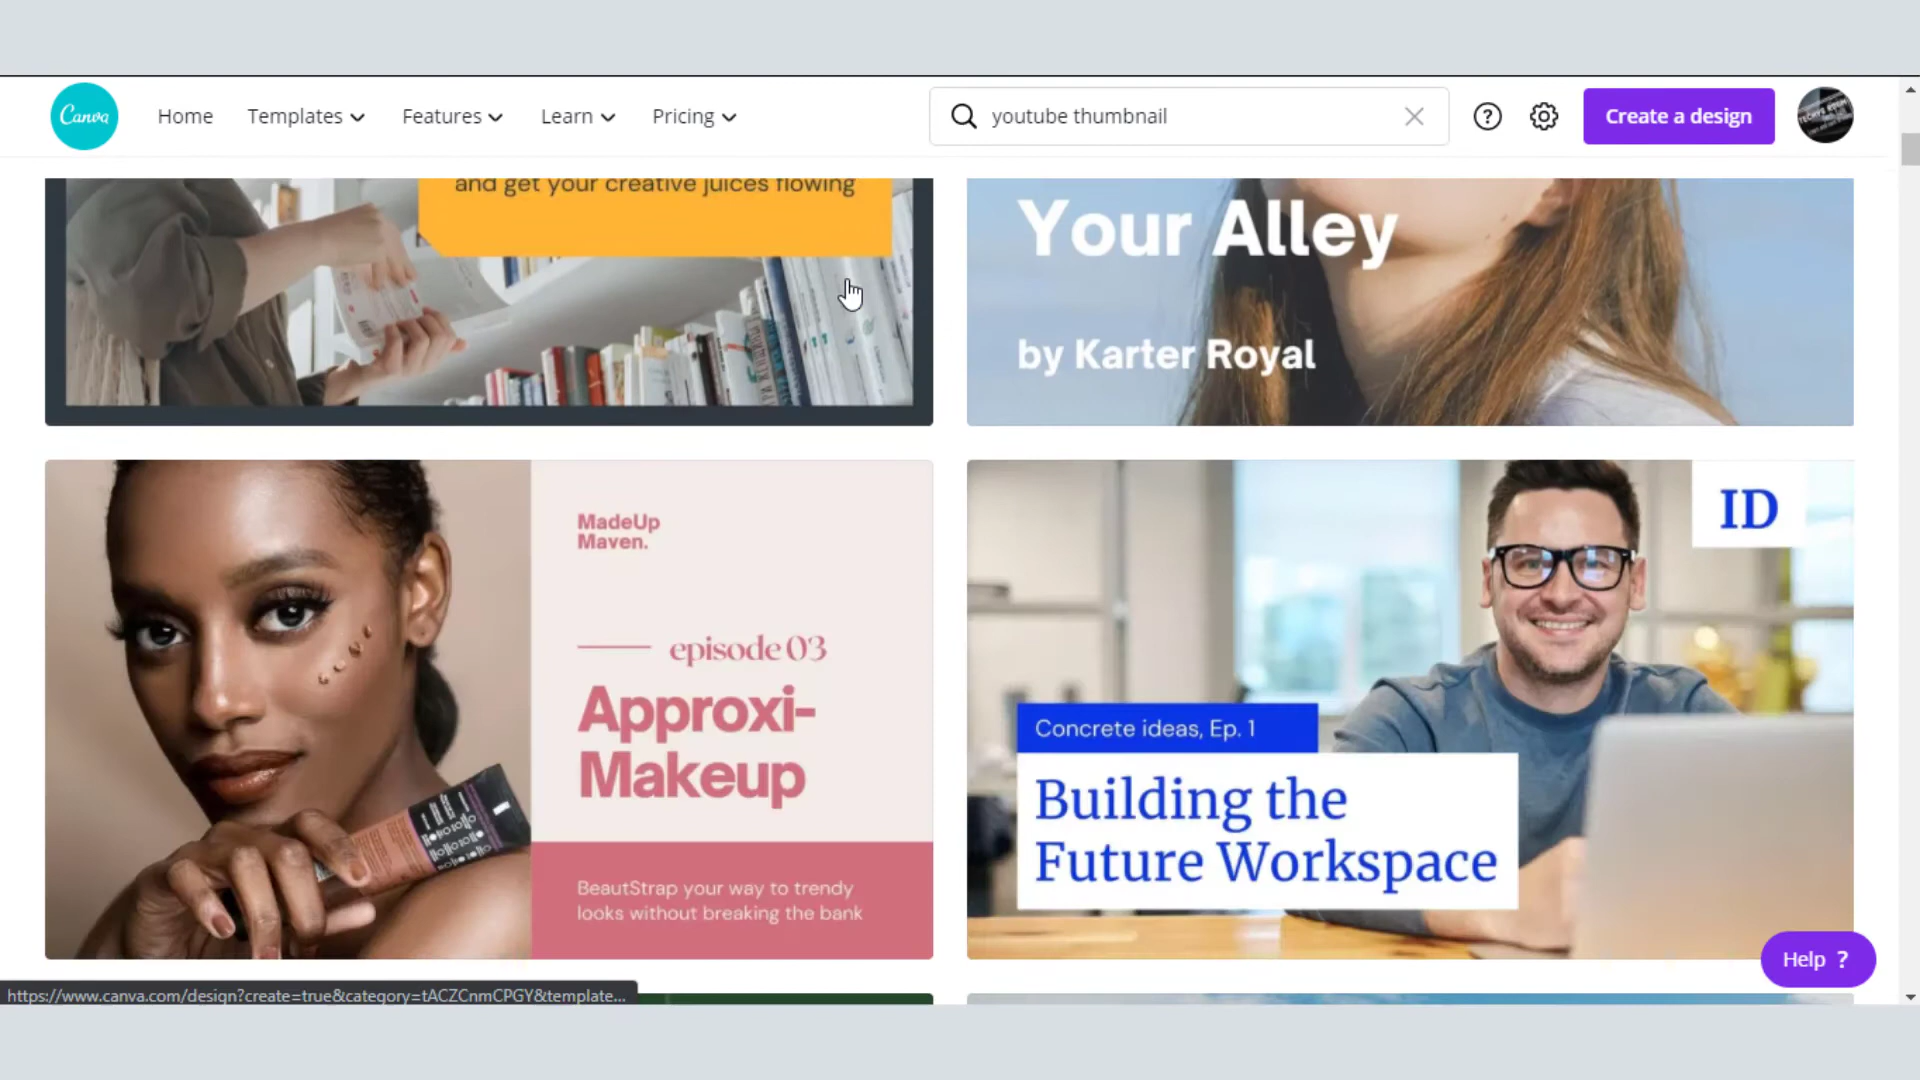 Canva
Home
Templates
Features
Learn
Pricing
youtube thumbnail
Create a design
and get your creative juices flowing
Your Alley
by Karter Royal
MadeUp
Maven.
episode 03
Approxi-
Makeup
BeautStrap your way to trendy
looks without breaking the bank
ID
Concrete ideas, Ep. 1
Building the
Future Workspace
Help ?
https://www.canva.com/design?create=true&category=tACZCnmCPGY&template...